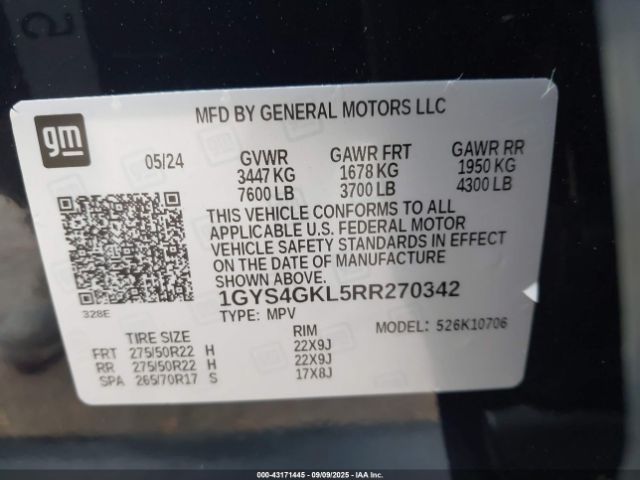 MFD BY GENERAL MOTORS LLC
gm
05/24 GVWR GAWR FRT GAWR RR
3447 KG 1678 KG 1950 KG
7600 LB 3700 LB 4300 LB
THIS VEHICLE CONFORMS TO ALL
APPLICABLE U.S. FEDERAL MOTOR
VEHICLE SAFETY STANDARDS IN EFFECT
ON THE DATE OF MANUFACTURE
SHOWN ABOVE.
328E
1GYS4GKL5RR270342
TYPE: MPV MODEL: 526K10706
TIRE SIZE RIM
FRT 275/50R22 H 22X9J
RR 275/50R22 H 22X9J
SPA 265/70R17 S 17X8J
000-43171445 - 09/09/2025 - IAA, Inc.